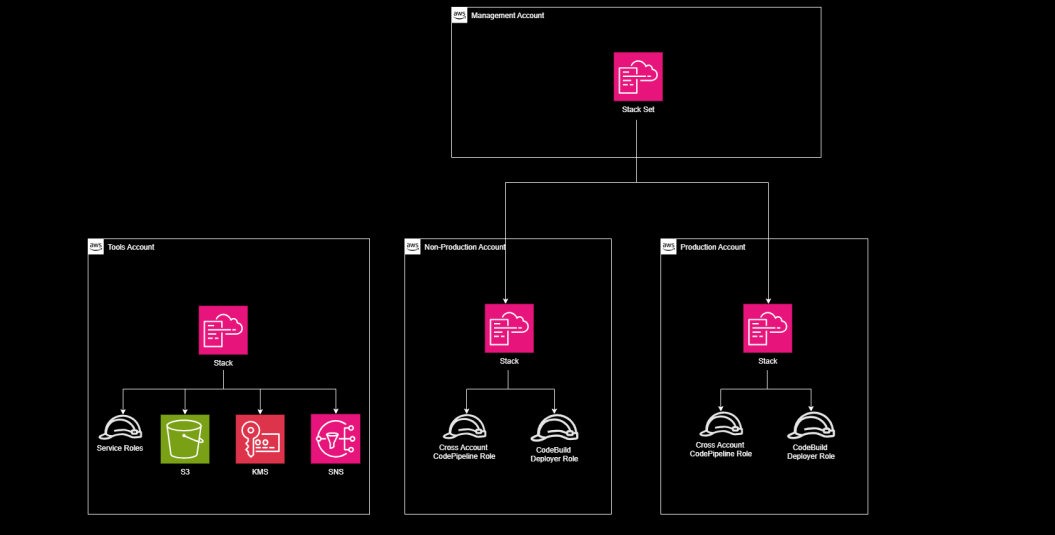 aws
Management Account
Stack Set
aws
Tools Account
aws
Non-Production Account
aws
Production Account
Stack
Stack
Stack
Service Roles
S3
KMS
SNS
Cross Account
CodePipeline Role
CodeBuild
Deployer Role
Cross Account
CodePipeline Role
CodeBuild
Deployer Role